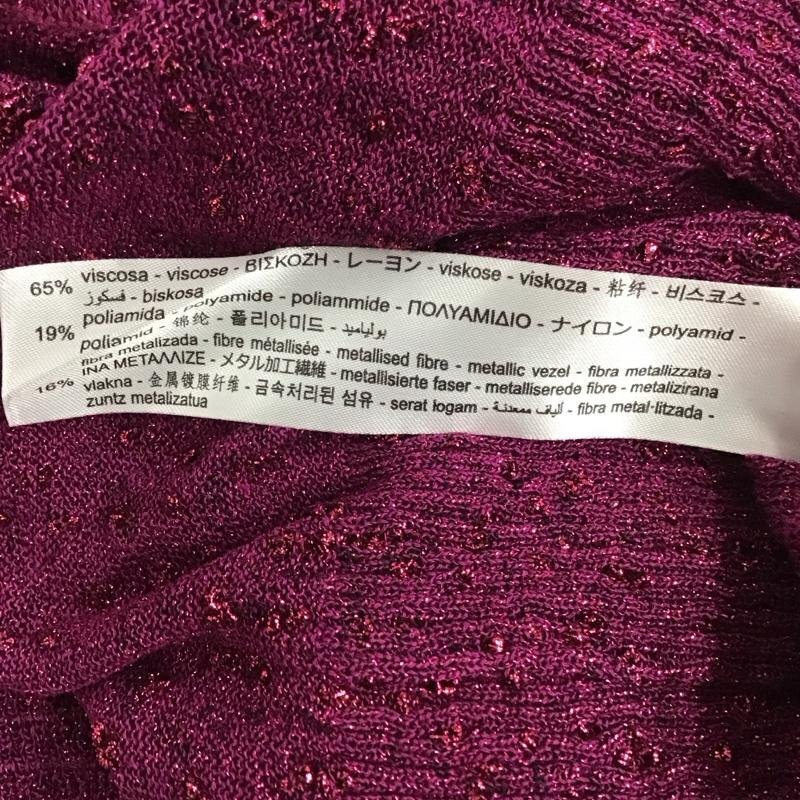 65% viscosa - viscose - ΒΙΣΚΟΖΗ - レーヨン - viskose - viskoza - 粘纤 - 비스코스 -
فسكوز - biskosa
19% poliamida - polyamide - poliammide - ΠΟΛΥΑΜΙΔΙΟ - ナイロン - polyamid -
poliamid - 锦纶 - 폴리아미드 - بولياميد
fibra metalizada - fibre métallisée - metallised fibre - metallic vezel - fibra metallizzata -
16% ΙΝΑ ΜΕΤΑΛΛΙΖΕ - メタル加工繊維 - metallisierte faser - metalliserede fibre - metalizirana
vlakna - 金属镀膜纤维 - 금속처리된 섬유 - serat logam - ألياف ممعدنة - fibra metal·litzada -
zuntz metalizatua